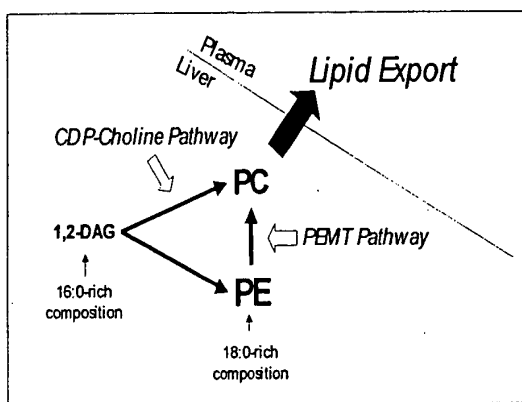 Plasma
Liver
Lipid Export
CDP-Choline Pathway
PC
1,2-DAG
PEMT Pathway
16:0-rich
composition
PE
18:0-rich
composition